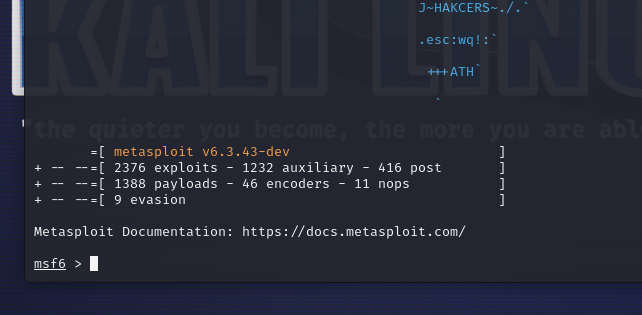 J~HAKCERS~./.`
.esc:wq!:`
+++ATH`
`
KALI LINU
"the quieter you become, the more you are abl
=[ metasploit v6.3.43-dev ]
+ -- --=[ 2376 exploits - 1232 auxiliary - 416 post ]
+ -- --=[ 1388 payloads - 46 encoders - 11 nops ]
+ -- --=[ 9 evasion ]
Metasploit Documentation: https://docs.metasploit.com/
msf6 >